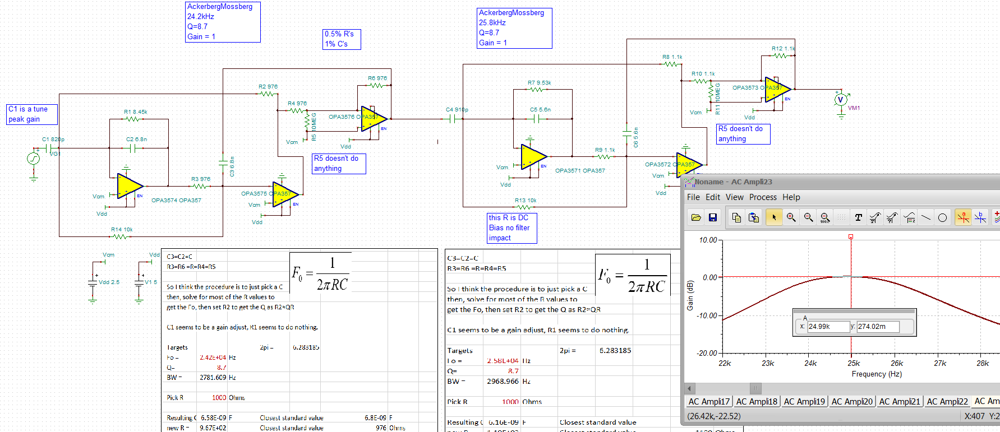 AckerbergMossberg
24.2kHz
Q=8.7
Gain = 1
0.5% R's
1% C's
AckerbergMossberg
25.8kHz
Q=8.7
Gain = 1
C1 is a tune
peak gain
R1 8.45k
C2 6.8n
C1 820p
VG1
Vcm
Vdd
EN
OPA3574 OPA357
R3 976
R14 10k
R2 976
R4 976
R5 10MEG
R6 976
OPA3576 OPA357
EN
Vcm
Vdd
R5 doesn't do
anything
C3 6.8n
OPA3575 OPA357
Vcm
EN
Vdd
C4 910p
R7 9.53k
C5 5.6n
Vcm
Vdd
EN
OPA3571 OPA357
R9 1.1k
R13 10k
this R is DC
Bias no filter
impact
R8 1.1k
R10 1.1k
R11 10MEG
R12 1.1k
OPA3573 OPA357
EN
Vcm
Vdd
V
+
VM1
R5 doesn't do
anything
C6 5.6n
OPA3572 OPA357
Vcm
Vdd
Vcm
Vdd 2.5
Vdd
V1 5
C3=C2=C
R3=R6 =R=R4=R5
F0 = 1/2πRC
So I think the procedure is to just pick a C
then, solve for most of the R values to
get the Fo, then set R2 to get the Q as R2≈QR
C1 seems to be a gain adjust, R1 seems to do nothing.
Targets 2pi = 6.283185
Fo = 2.42E+04 Hz
Q= 8.7
BW = 2781.609 Hz
Pick R 1000 Ohms
Resulting C 6.58E-09 F Closest standard value 6.8E-09 F
new R = 9.67E+02 Closest standard value 976 Ohms
C3=C2=C
R3=R6 =R=R4=R5
F0 = 1/2πRC
So I think the procedure is to just pick a C
then, solve for most of the R values to
get the Fo, then set R2 to get the Q as R2≈QR
C1 seems to be a gain adjust, R1 seems to do nothing.
Targets 2pi = 6.283185
Fo = 2.58E+04 Hz
Q= 8.7
BW = 2968.966 Hz
Pick R 1000 Ohms
Resulting C 6.16E-09 F Closest standard value
Noname - AC Ampli23
File Edit View Process Help
100%
T
a
b
10.00
0.00
-10.00
-20.00
Gain (dB)
A
x: 24.99k y: 274.02m
22k 23k 24k 25k 26k 27k 28k
Frequency (Hz)
AC Ampli17 AC Ampli18 AC Ampli19 AC Ampli20 AC Ampli21 AC Ampli22 AC Am
(26.42k,-22.52) X:407 Y:2